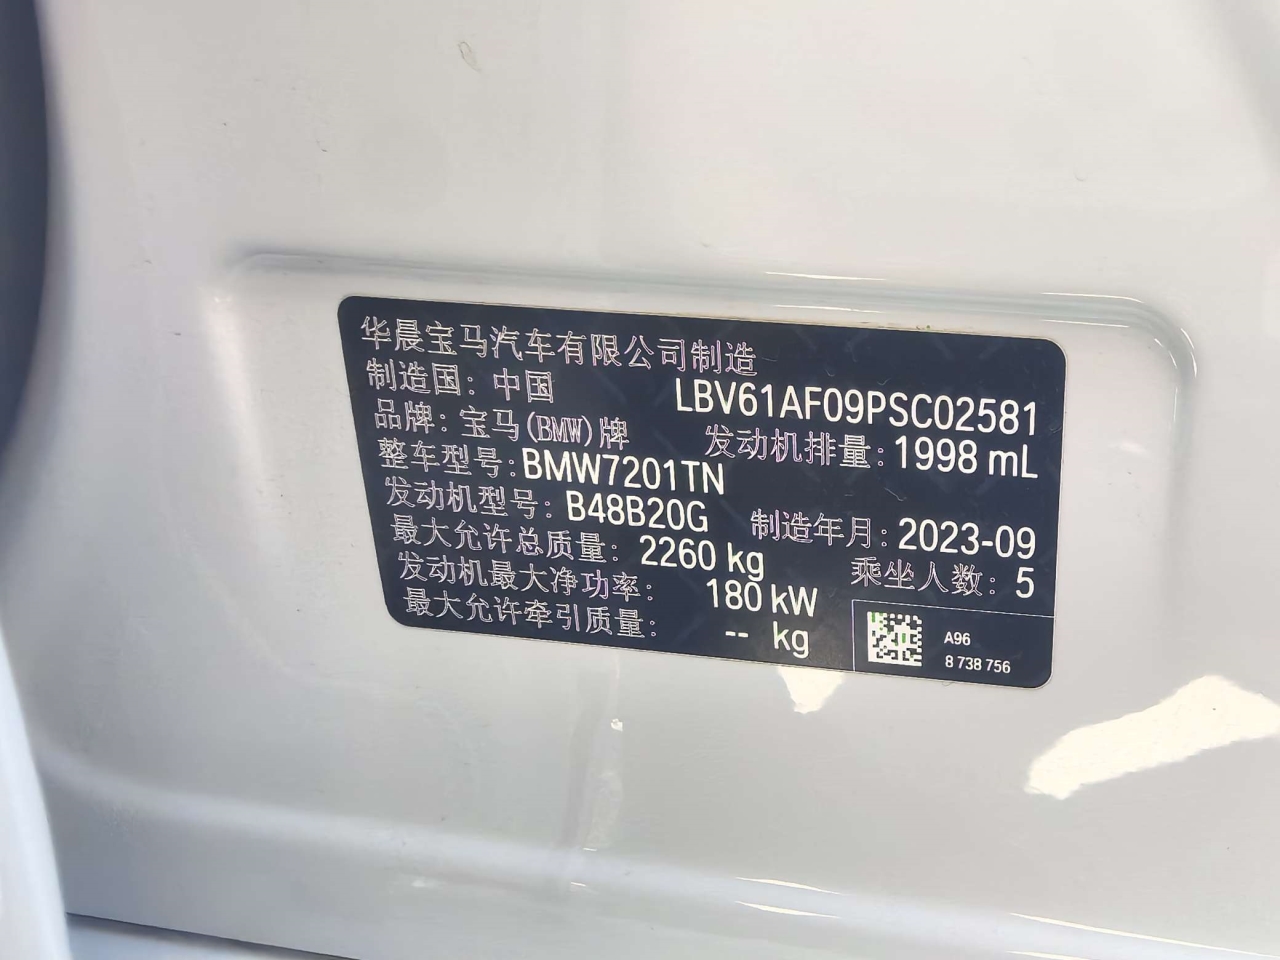 华晨宝马汽车有限公司制造
制造国：中国 LBV61AF09PSC02581
品牌：宝马(BMW)牌 发动机排量：1998 mL
整车型号：BMW7201TN
发动机型号：B48B20G 制造年月：2023-09
最大允许总质量：2260 kg 乘坐人数：5
发动机最大净功率：180 kW
最大允许牵引质量：-- kg
A96
8 738 756